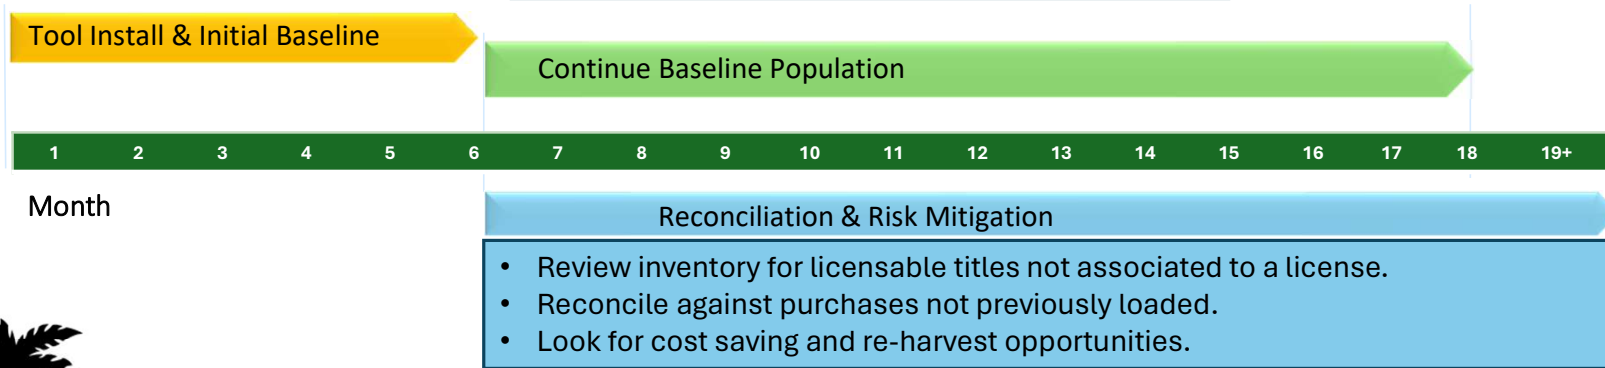 Tool Install & Initial Baseline
Continue Baseline Population
1 2 3 4 5 6 7 8 9 10 11 12 13 14 15 16 17 18 19+
Month
Reconciliation & Risk Mitigation
• Review inventory for licensable titles not associated to a license.
• Reconcile against purchases not previously loaded.
• Look for cost saving and re-harvest opportunities.